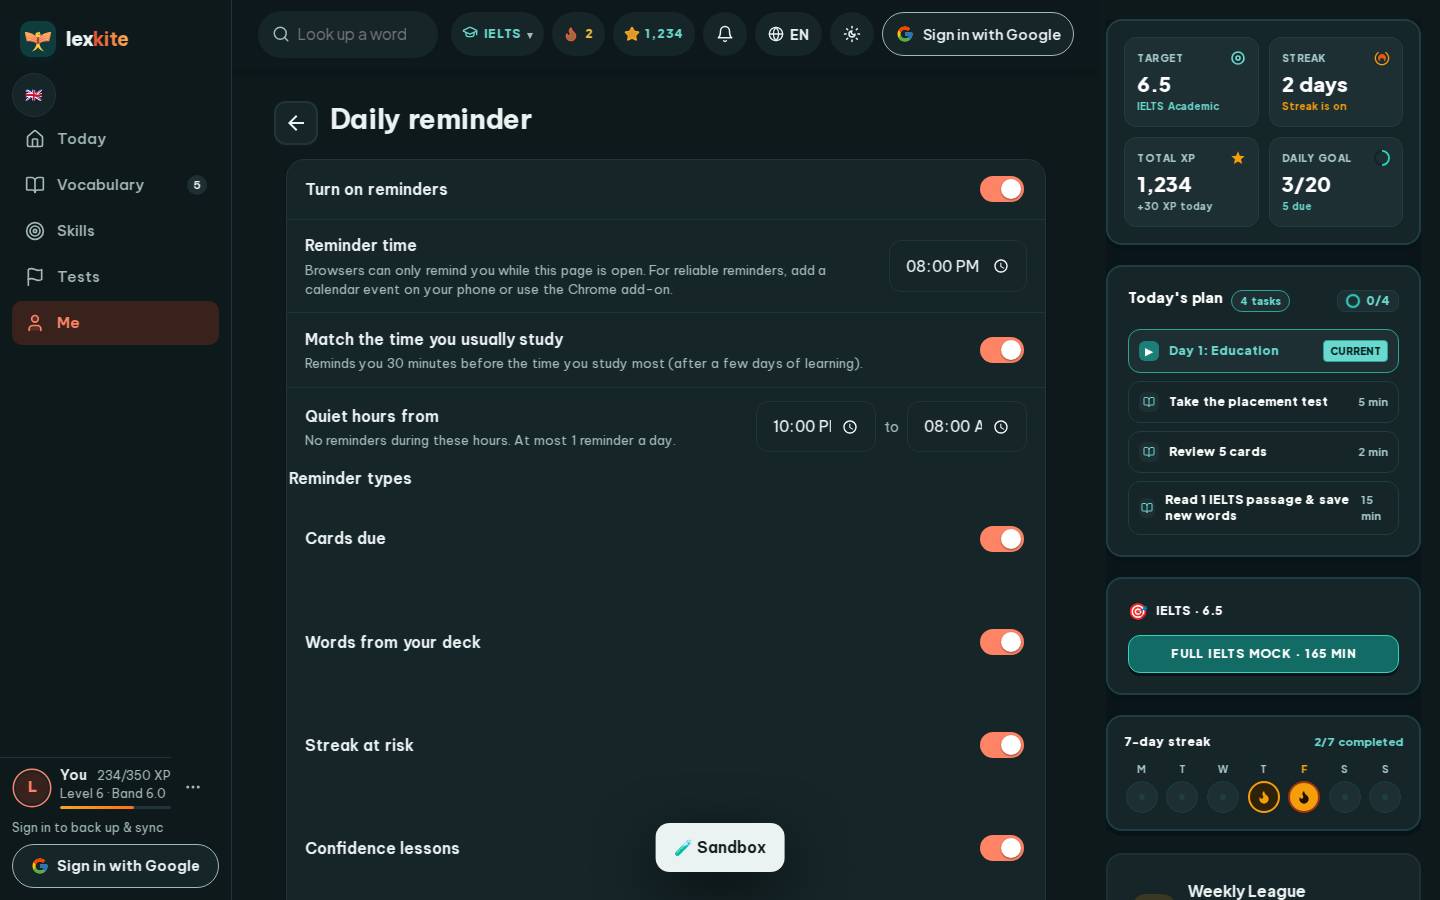 lexkite
Today
Vocabulary 5
Skills
Tests
Me
You 234/350 XP
Level 6 · Band 6.0
Sign in to back up & sync
Sign in with Google
Look up a word
IELTS ▾
2
1,234
EN
Sign in with Google
Daily reminder
Turn on reminders
Reminder time
Browsers can only remind you while this page is open. For reliable reminders, add a
calendar event on your phone or use the Chrome add-on.
08:00 PM
Match the time you usually study
Reminds you 30 minutes before the time you study most (after a few days of learning).
Quiet hours from
No reminders during these hours. At most 1 reminder a day.
10:00 P to 08:00 A
Reminder types
Cards due
Words from your deck
Streak at risk
Confidence lessons
Sandbox
TARGET
6.5
IELTS Academic
STREAK
2 days
Streak is on
TOTAL XP
1,234
+30 XP today
DAILY GOAL
3/20
5 due
Today's plan 4 tasks 0/4
Day 1: Education CURRENT
Take the placement test 5 min
Review 5 cards 2 min
Read 1 IELTS passage & save
new words
15
min
IELTS · 6.5
FULL IELTS MOCK · 165 MIN
7-day streak 2/7 completed
M T W T F S S
Weekly League
L